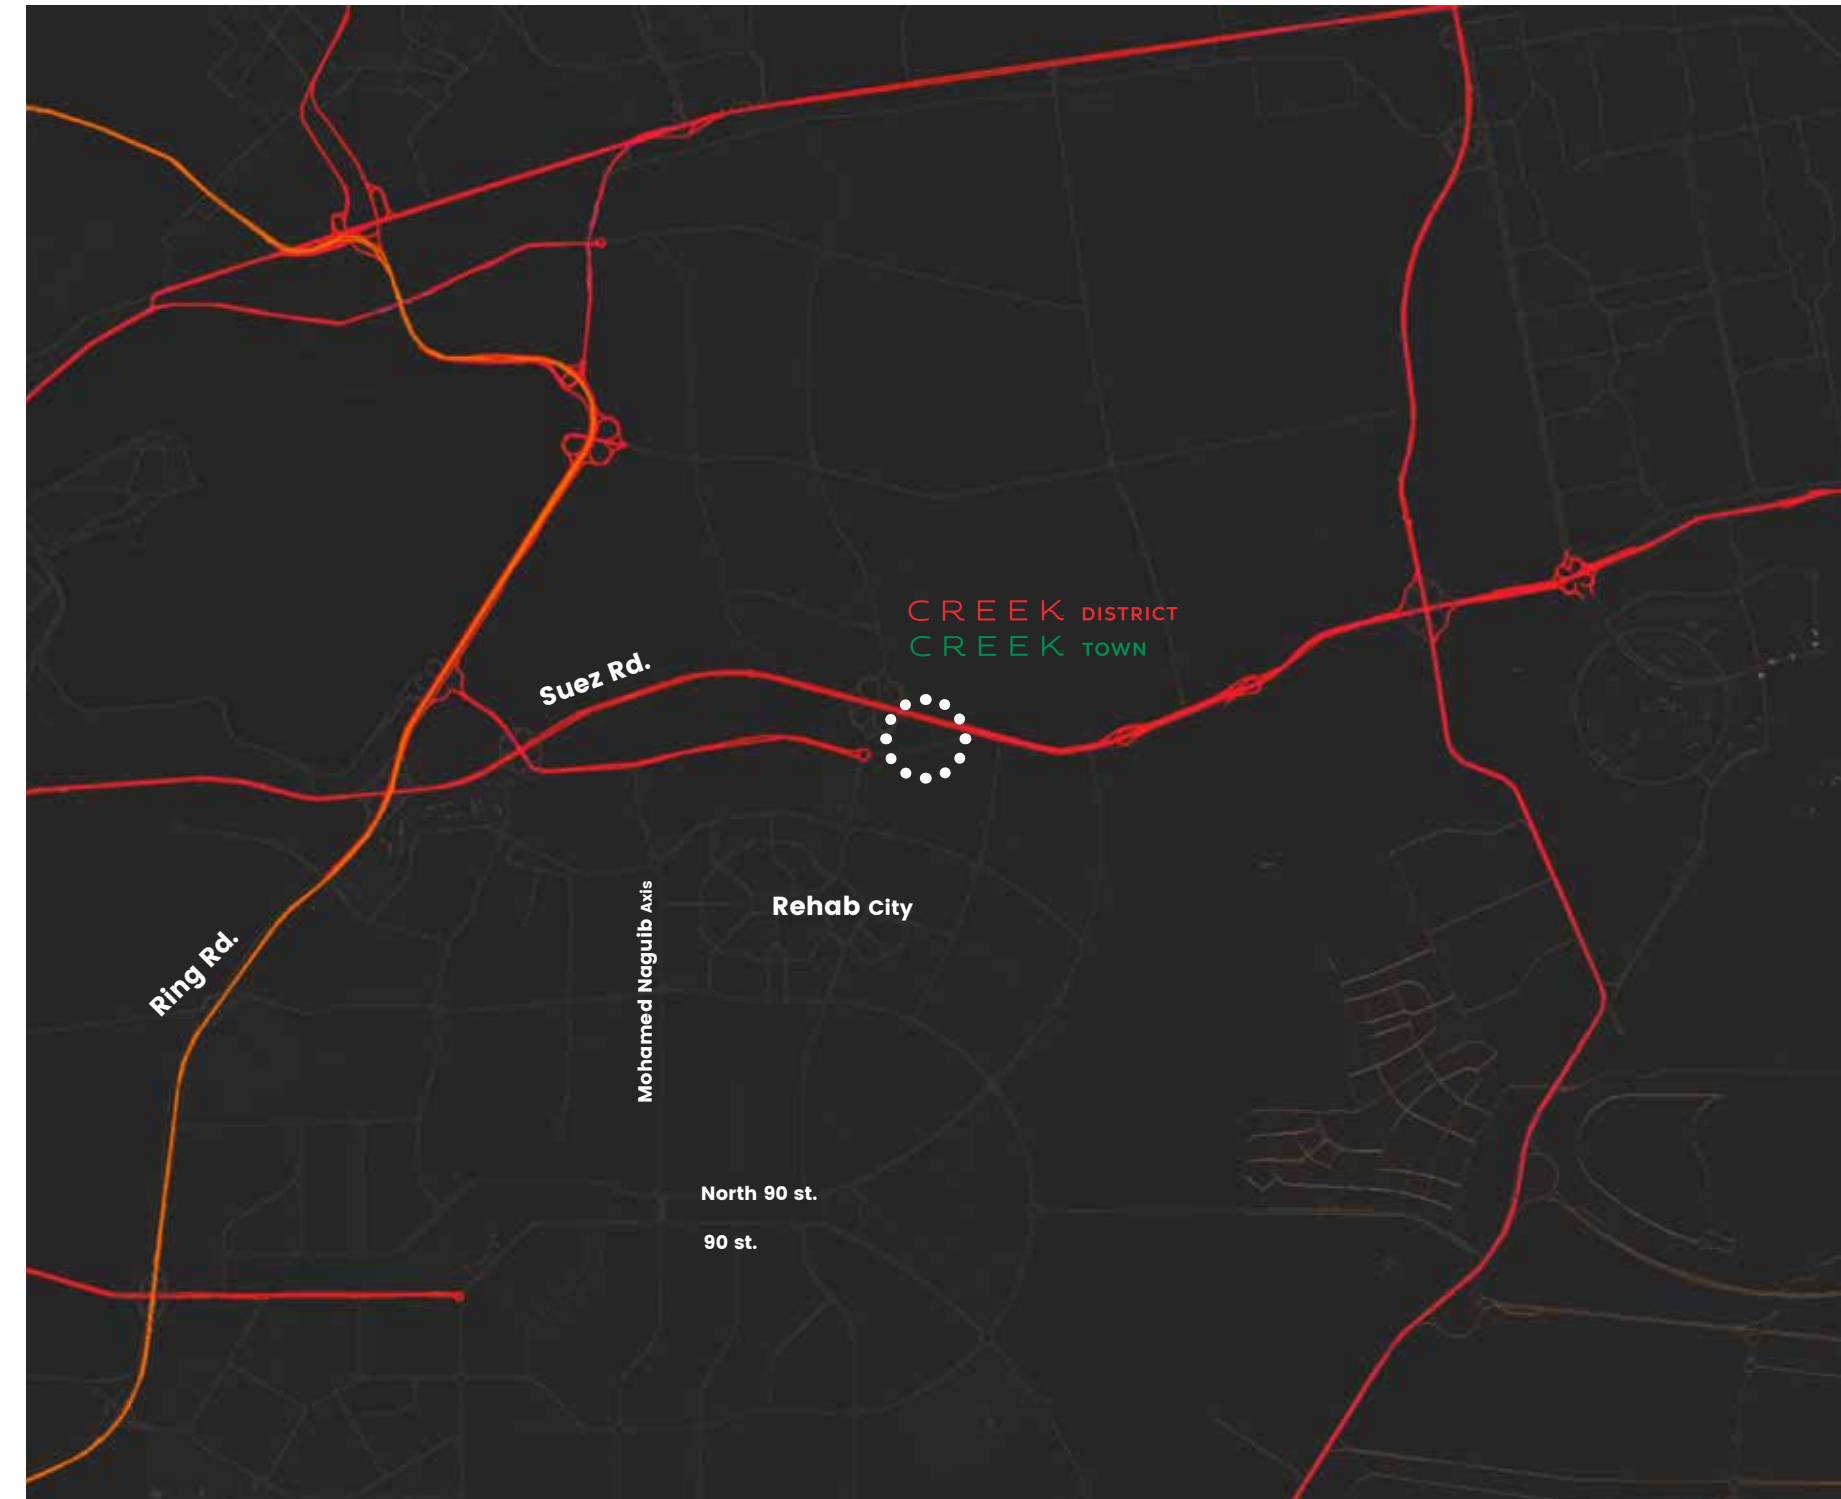 CREEK DISTRICT
CREEK TOWN
Suez Rd.
Rehab City
Mohamed Naguib Axis
Ring Rd.
North 90 st.
90 st.